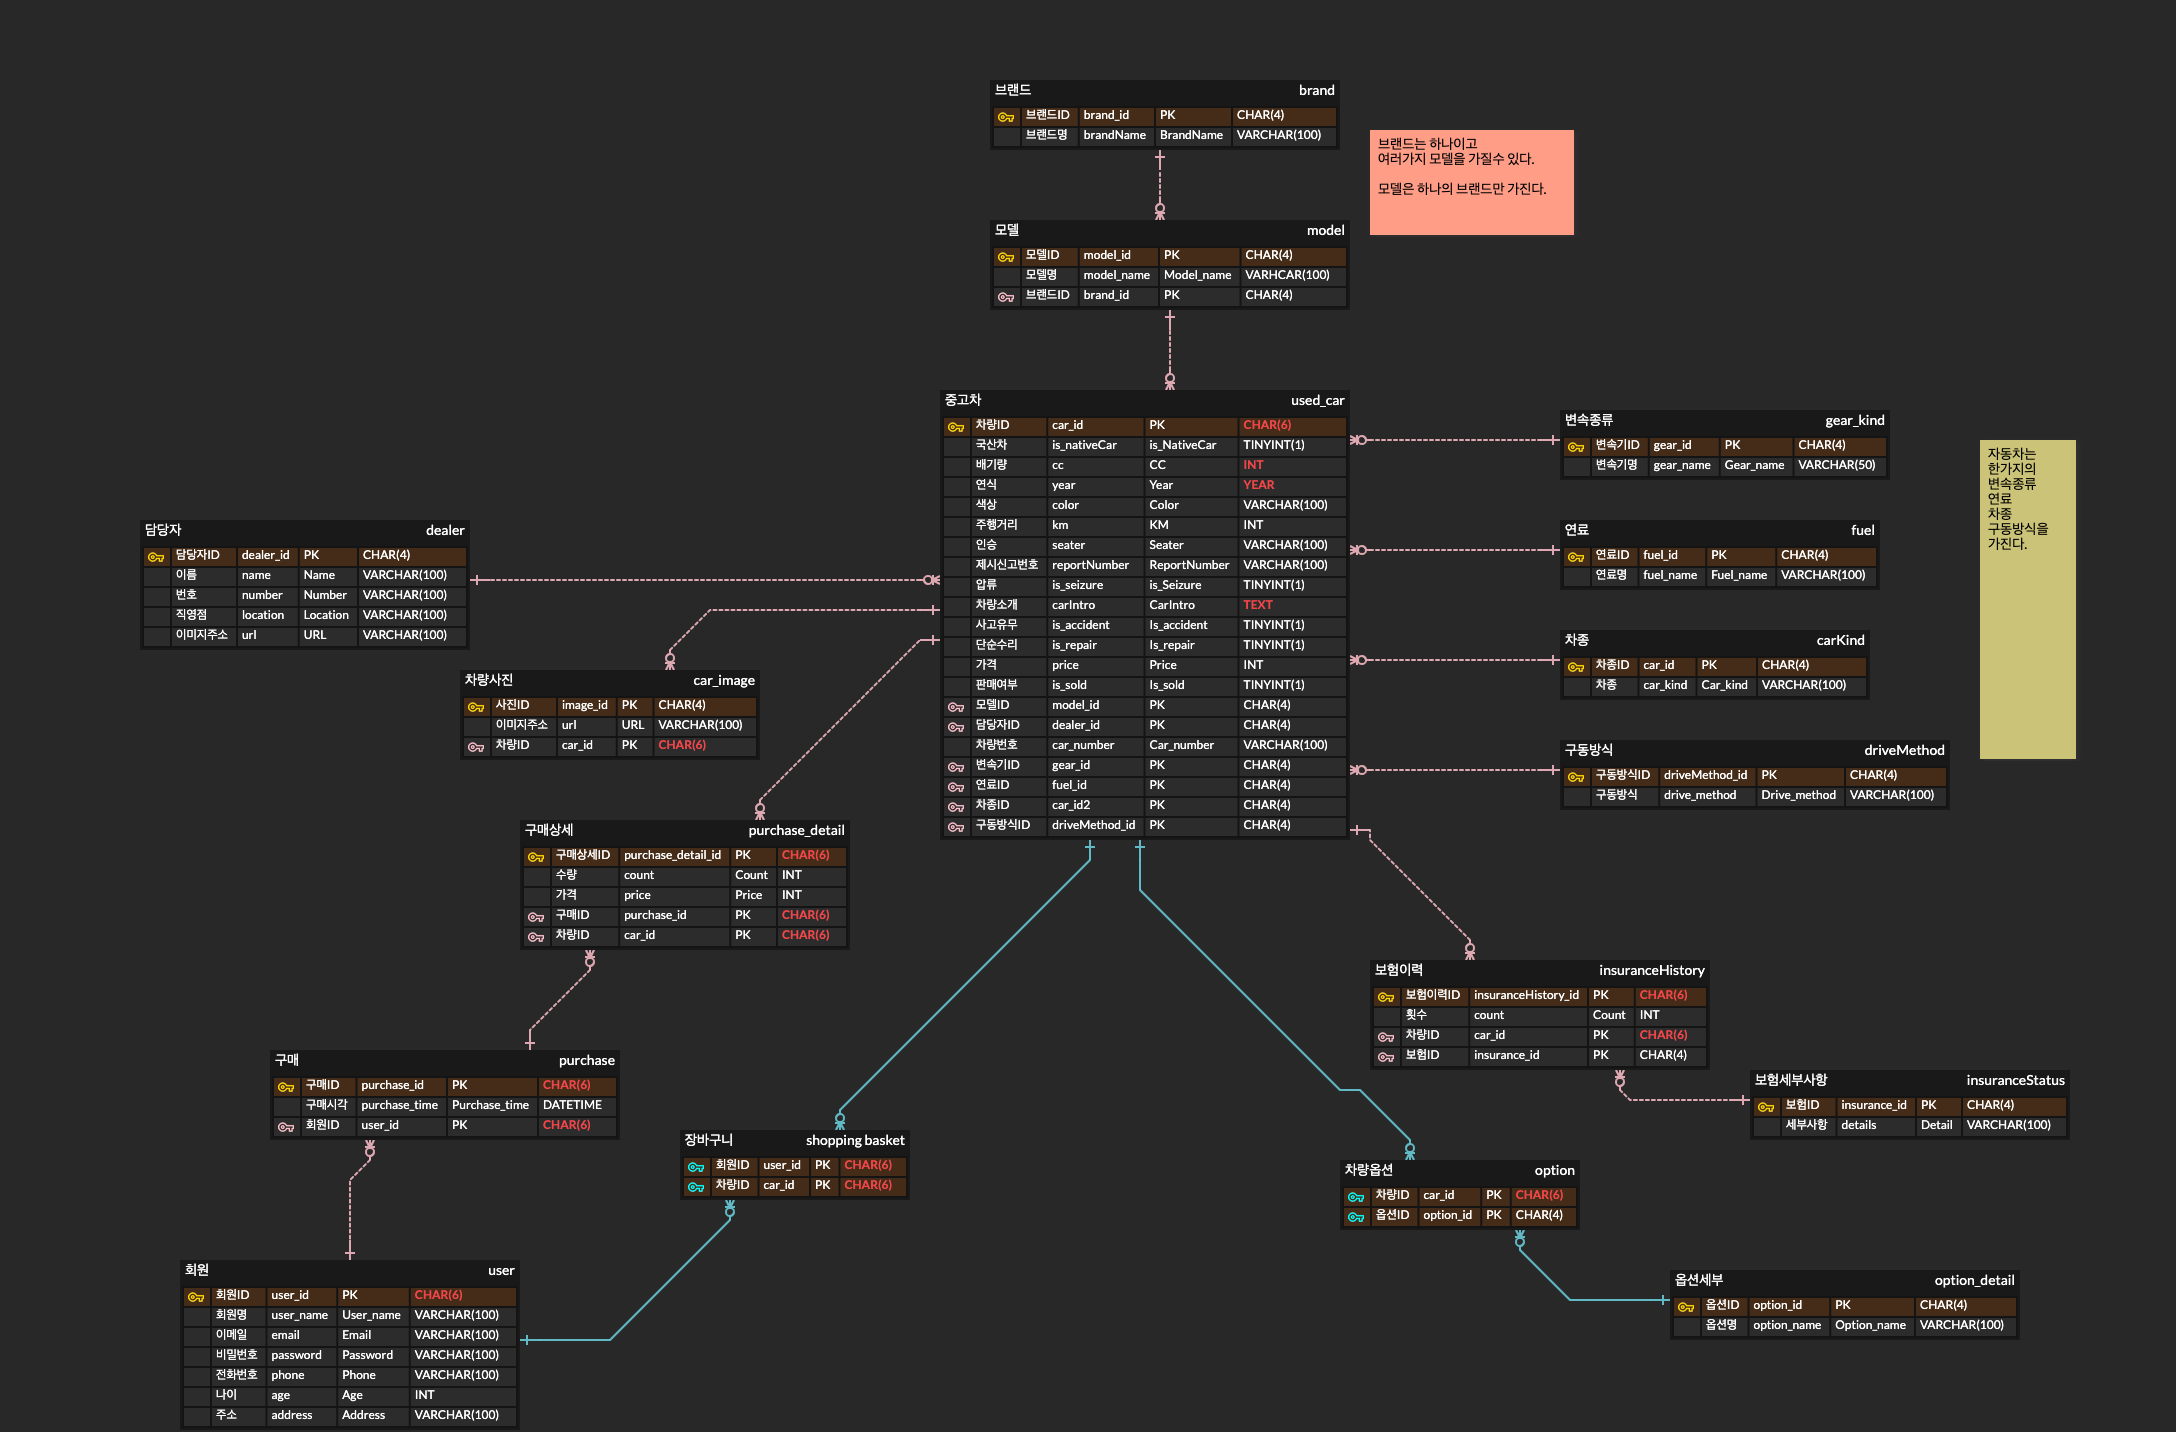 브랜드 brand
브랜드ID brand_id PK CHAR(4)
브랜드명 brandName BrandName VARCHAR(100)
브랜드는 하나이고
여러가지 모델을 가질수 있다.
모델은 하나의 브랜드만 가진다.
모델 model
모델ID model_id PK CHAR(4)
모델명 model_name Model_name VARHCAR(100)
브랜드ID brand_id PK CHAR(4)
중고차 used_car
차량ID car_id PK CHAR(6)
국산차 is_nativeCar is_NativeCar TINYINT(1)
배기량 cc CC INT
연식 year Year YEAR
색상 color Color VARCHAR(100)
주행거리 km KM INT
인승 seater Seater VARCHAR(100)
제시신고번호 reportNumber ReportNumber VARCHAR(100)
압류 is_seizure is_Seizure TINYINT(1)
차량소개 carIntro CarIntro TEXT
사고유무 is_accident Is_accident TINYINT(1)
단순수리 is_repair Is_repair TINYINT(1)
가격 price Price INT
판매여부 is_sold Is_sold TINYINT(1)
모델ID model_id PK CHAR(4)
담당자ID dealer_id PK CHAR(4)
차량번호 car_number Car_number VARCHAR(100)
변속기ID gear_id PK CHAR(4)
연료ID fuel_id PK CHAR(4)
차종ID car_id2 PK CHAR(4)
구동방식ID driveMethod_id PK CHAR(4)
변속종류 gear_kind
변속기ID gear_id PK CHAR(4)
변속기명 gear_name Gear_name VARCHAR(50)
연료 fuel
연료ID fuel_id PK CHAR(4)
연료명 fuel_name Fuel_name VARCHAR(100)
차종 carKind
차종ID car_id PK CHAR(4)
차종 car_kind Car_kind VARCHAR(100)
구동방식 driveMethod
구동방식ID driveMethod_id PK CHAR(4)
구동방식 drive_method Drive_method VARCHAR(100)
자동차는
한가지의
변속종류
연료
차종
구동방식을
가진다.
담당자 dealer
담당자ID dealer_id PK CHAR(4)
이름 name Name VARCHAR(100)
번호 number Number VARCHAR(100)
직영점 location Location VARCHAR(100)
이미지주소 url URL VARCHAR(100)
차량사진 car_image
사진ID image_id PK CHAR(4)
이미지주소 url URL VARCHAR(100)
차량ID car_id PK CHAR(6)
구매상세 purchase_detail
구매상세ID purchase_detail_id PK CHAR(6)
수량 count Count INT
가격 price Price INT
구매ID purchase_id PK CHAR(6)
차량ID car_id PK CHAR(6)
구매 purchase
구매ID purchase_id PK CHAR(6)
구매시각 purchase_time Purchase_time DATETIME
회원ID user_id PK CHAR(6)
장바구니 shopping basket
회원ID user_id PK CHAR(6)
차량ID car_id PK CHAR(6)
회원 user
회원ID user_id PK CHAR(6)
회원명 user_name User_name VARCHAR(100)
이메일 email Email VARCHAR(100)
비밀번호 password Password VARCHAR(100)
전화번호 phone Phone VARCHAR(100)
나이 age Age INT
주소 address Address VARCHAR(100)
보험이력 insuranceHistory
보험이력ID insuranceHistory_id PK CHAR(6)
횟수 count Count INT
차량ID car_id PK CHAR(6)
보험ID insurance_id PK CHAR(4)
보험세부사항 insuranceStatus
보험ID insurance_id PK CHAR(4)
세부사항 details Detail VARCHAR(100)
차량옵션 option
차량ID car_id PK CHAR(6)
옵션ID option_id PK CHAR(4)
옵션세부 option_detail
옵션ID option_id PK CHAR(4)
옵션명 option_name Option_name VARCHAR(100)